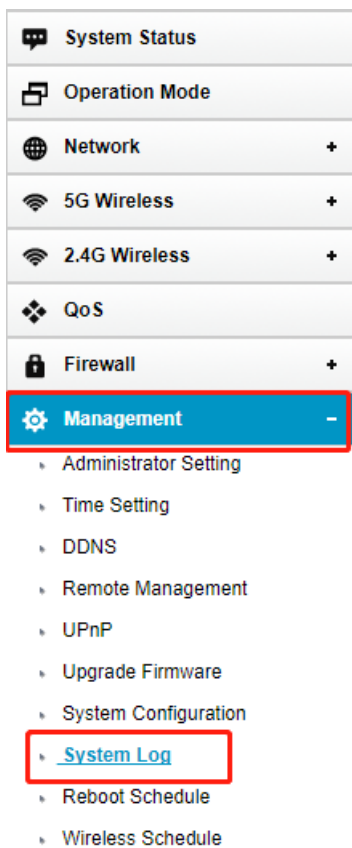 System Status
Operation Mode
Network +
5G Wireless +
2.4G Wireless +
QoS
Firewall +
Management -
Administrator Setting
Time Setting
DDNS
Remote Management
UPnP
Upgrade Firmware
System Configuration
System Log
Reboot Schedule
Wireless Schedule